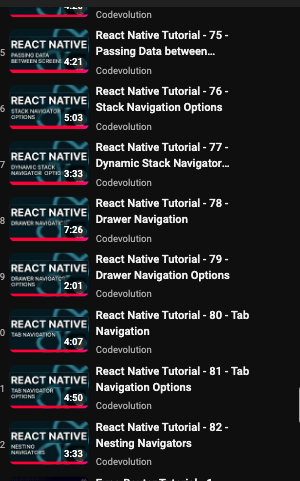 4:20
Codevolution
5
REACT NATIVE
PASSING DATA
BETWEEN SCREENS
4:21
React Native Tutorial - 75 -
Passing Data between...
Codevolution
6
REACT NATIVE
STACK NAVIGATION
OPTIONS
5:03
React Native Tutorial - 76 -
Stack Navigation Options
Codevolution
7
REACT NATIVE
DYNAMIC STACK
NAVIGATOR OPTIO
3:33
React Native Tutorial - 77 -
Dynamic Stack Navigator...
Codevolution
8
REACT NATIVE
DRAWER NAVIGATI
7:26
React Native Tutorial - 78 -
Drawer Navigation
Codevolution
9
REACT NATIVE
DRAWER NAVIGATION
OPTIONS
2:01
React Native Tutorial - 79 -
Drawer Navigation Options
Codevolution
0
REACT NATIVE
TAB NAVIGATION
4:07
React Native Tutorial - 80 - Tab
Navigation
Codevolution
1
REACT NATIVE
TAB NAVIGATOR
OPTIONS
4:50
React Native Tutorial - 81 - Tab
Navigation Options
Codevolution
2
REACT NATIVE
NESTING
NAVIGATORS
3:33
React Native Tutorial - 82 -
Nesting Navigators
Codevolution